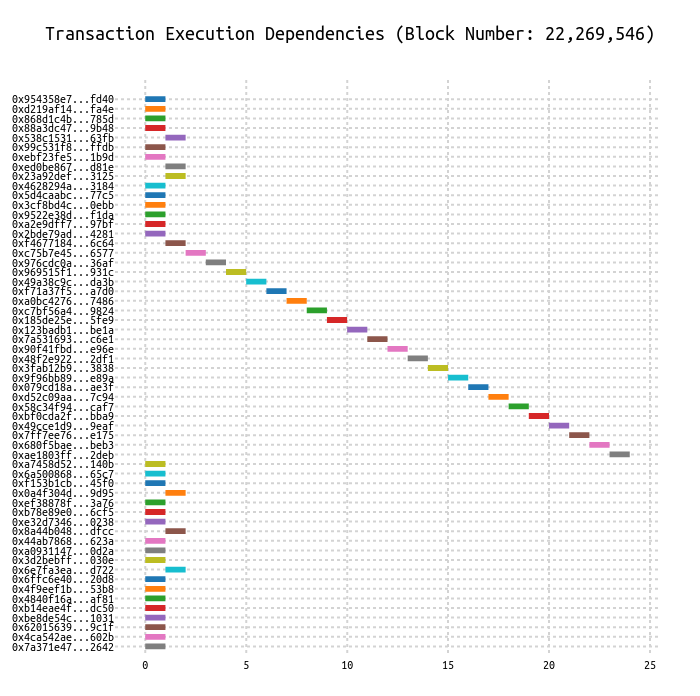 Transaction Execution Dependencies (Block Number: 22,269,546)
0x954358e7...fd40
0xd219af14...fa4e
0x868d1c4b...785d
0x88a3dc47...9b48
0x538c1531...63fb
0x99c531f8...ffdb
0xebf23fe5...1b9d
0xed0be867...d81e
0x23a92def...3125
0x4628294a...3184
0x5d4caabc...77c5
0x3cf8bd4c...0ebb
0x9522e38d...f1da
0xa2e9dff7...97bf
0x2bde79ad...4281
0xf4677184...6c64
0xc75b7e45...6577
0x976cdc0a...36af
0x969515f1...931c
0x49a38c9c...da3b
0xf71a37f5...a7d0
0xa0bc4276...7486
0xc7bf56a4...9824
0x185de25e...5fe9
0x123badb1...be1a
0x7a531693...c6e1
0x90f41fbd...e96e
0x48f2e922...2df1
0x3fab12b9...3838
0x9f96bb89...e89a
0x079cd18a...ae3f
0xd52c09aa...7c94
0x58c34f94...caf7
0xbf0cda2f...bba9
0x49cce1d9...9eaf
0x7ff7ee76...e175
0x680f5bae...beb3
0xae1803ff...2deb
0xa7458d52...140b
0x6a500868...65c7
0xf153b1cb...45f0
0x0a4f304d...9d95
0xef38878f...3a76
0xb78e89e0...6cf5
0xe32d7346...0238
0x8a44b048...dfcc
0x44ab7868...623a
0xa0931147...0d2a
0x3d2bebff...030e
0x6e7fa3ea...d722
0x6ffc6e40...20d8
0x4f9eef1b...53b8
0x4840f16a...af81
0xb14eae4f...dc50
0xbe8de54c...1031
0x62015639...9c1f
0x4ca542ae...602b
0x7a371e47...2642
0 5 10 15 20 25